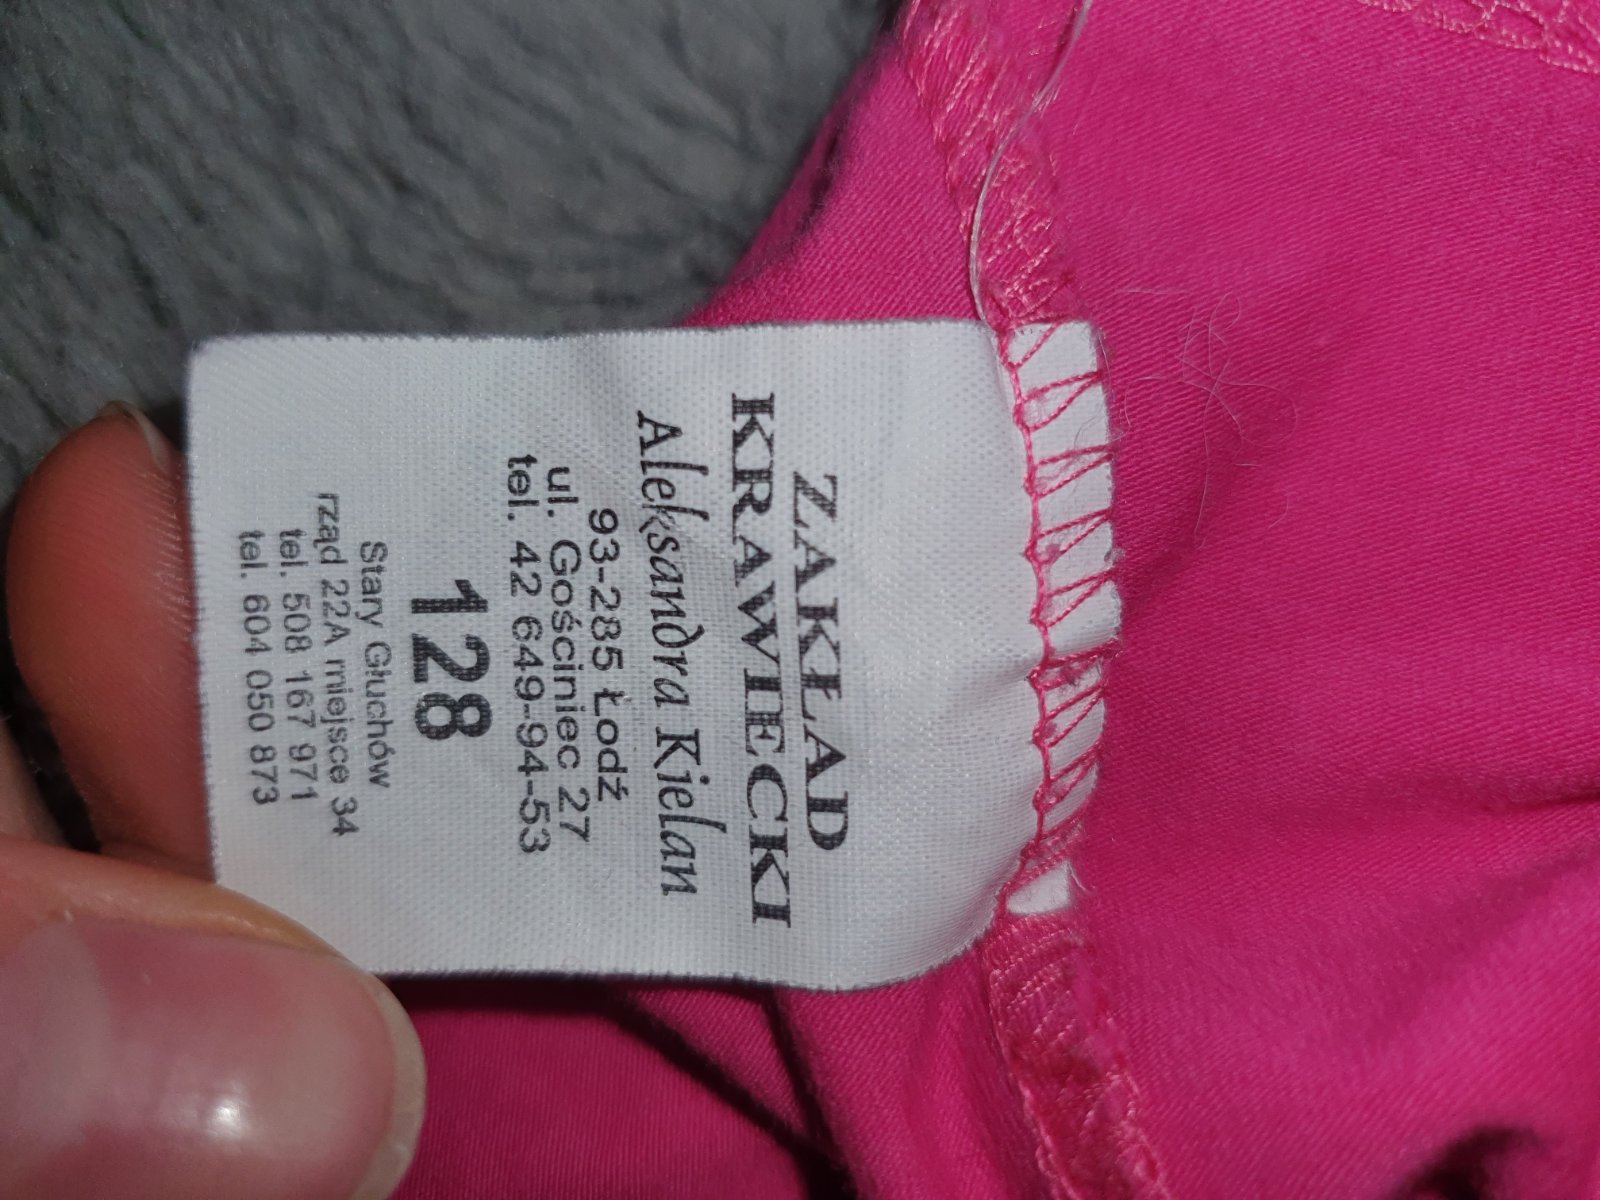 ZAKŁAD
KRAWIECKI
Aleksandra Kielan
93-285 Łodź
ul. Gościniec 27
tel. 42 649-94-53
128
Stary Głuchów
rząd 22A miejsce 34
tel. 508 167 971
tel. 604 050 873